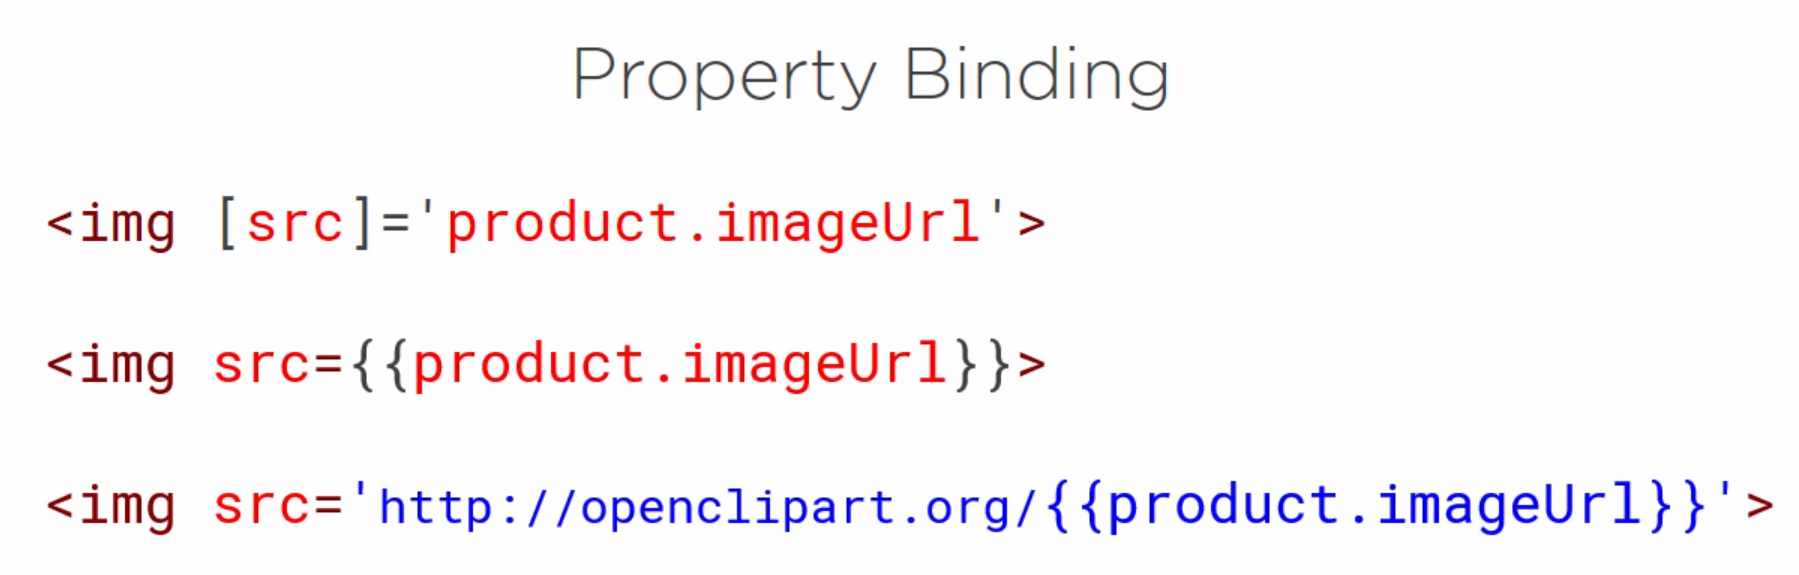 Property Binding
<img [src]='product.imageUrl'>
<img src={{product.imageUrl}}>
<img src='http://openclipart.org/{{product.imageUrl}}'>